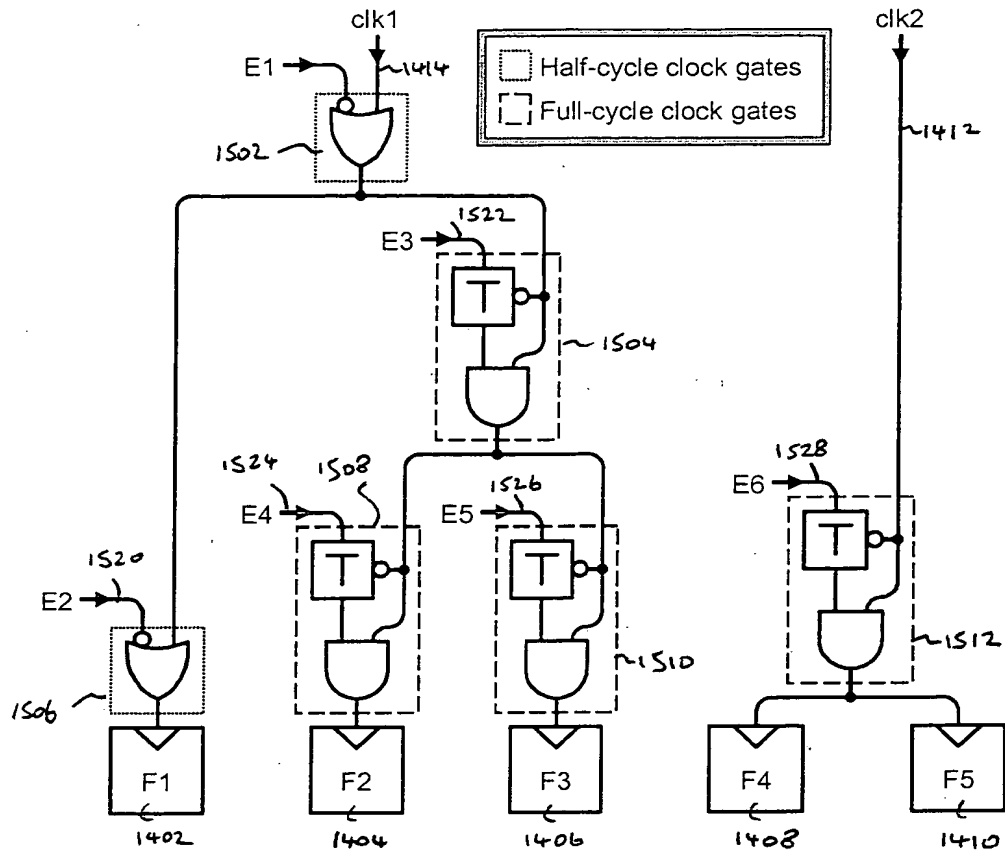 clk1
clk2
E1
1414
Half-cycle clock gates
Full-cycle clock gates
1412
1502
1522
E3
1504
1524
1508
E4
1526
E5
1528
E6
1520
E2
1506
1510
1512
F1
F2
F3
F4
F5
1402
1404
1406
1408
1410